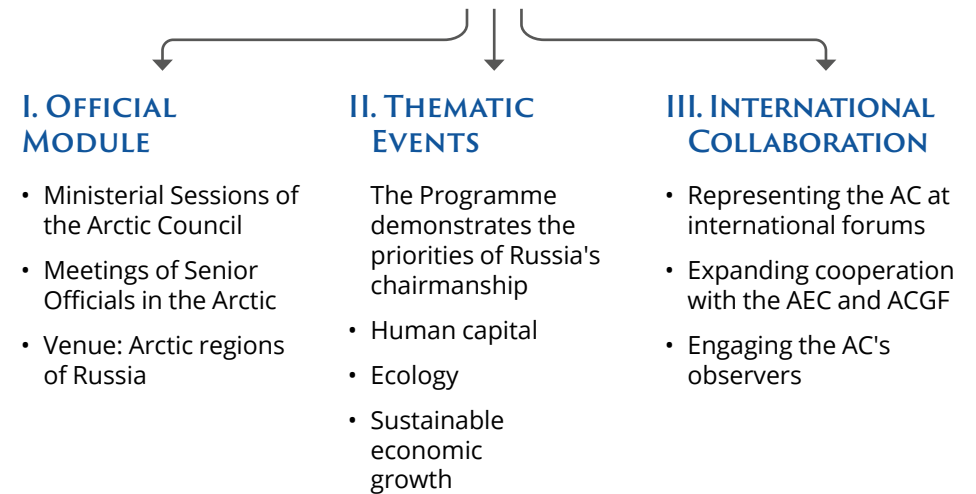 I. Official
Module
• Ministerial Sessions of
the Arctic Council
• Meetings of Senior
Officials in the Arctic
• Venue: Arctic regions
of Russia
II. Thematic
Events
The Programme
demonstrates the
priorities of Russia's
chairmanship
• Human capital
• Ecology
• Sustainable
economic
growth
III. International
Collaboration
• Representing the AC at
international forums
• Expanding cooperation
with the AEC and ACGF
• Engaging the AC's
observers